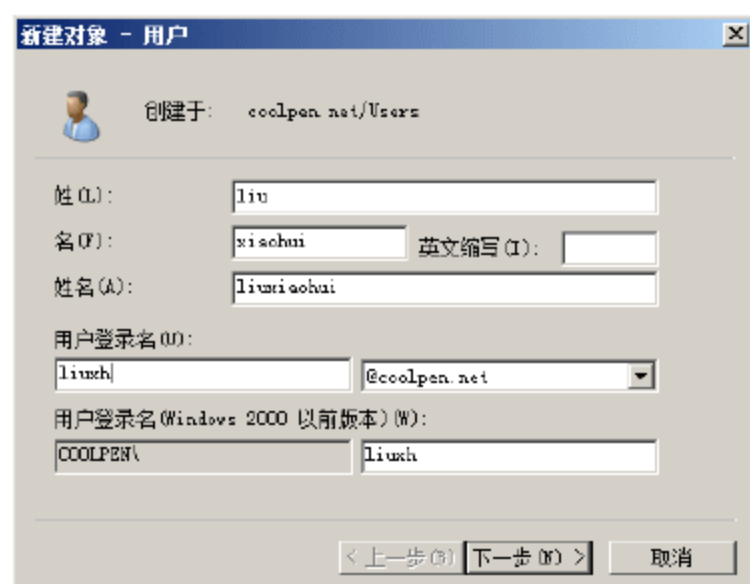 新建对象 - 用户
创建于: coolpen.net/Users
姓(L): liu
名(F): xiaohui 英文缩写(I):
姓名(A): liuxiaohui
用户登录名(U):
liuxh @coolpen.net
用户登录名(Windows 2000 以前版本)(W):
COOLPEN\ liuxh
< 上一步(B) 下一步(N) > 取消